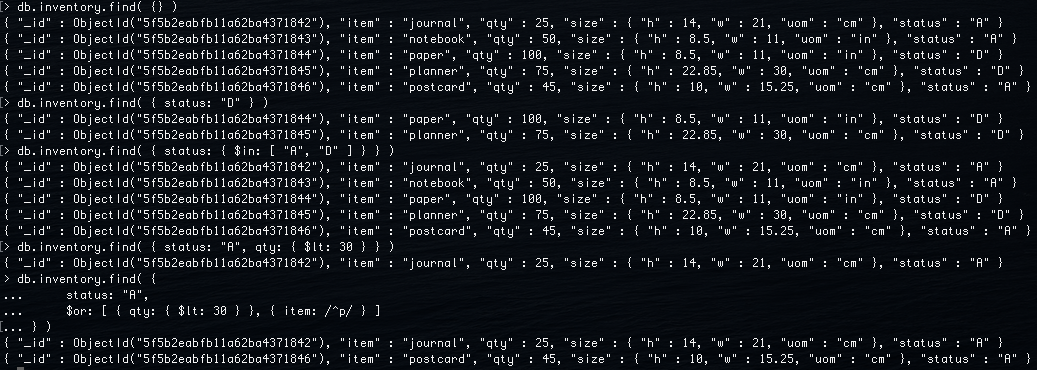 [> db.inventory.find( {} )
{ "_id" : ObjectId("5f5b2eabfb11a62ba4371842"), "item" : "journal", "qty" : 25, "size" : { "h" : 14, "w" : 21, "uom" : "cm" }, "status" : "A" }
{ "_id" : ObjectId("5f5b2eabfb11a62ba4371843"), "item" : "notebook", "qty" : 50, "size" : { "h" : 8.5, "w" : 11, "uom" : "in" }, "status" : "A" }
{ "_id" : ObjectId("5f5b2eabfb11a62ba4371844"), "item" : "paper", "qty" : 100, "size" : { "h" : 8.5, "w" : 11, "uom" : "in" }, "status" : "D" }
{ "_id" : ObjectId("5f5b2eabfb11a62ba4371845"), "item" : "planner", "qty" : 75, "size" : { "h" : 22.85, "w" : 30, "uom" : "cm" }, "status" : "D" }
{ "_id" : ObjectId("5f5b2eabfb11a62ba4371846"), "item" : "postcard", "qty" : 45, "size" : { "h" : 10, "w" : 15.25, "uom" : "cm" }, "status" : "A" }
[> db.inventory.find( { status: "D" } )
{ "_id" : ObjectId("5f5b2eabfb11a62ba4371844"), "item" : "paper", "qty" : 100, "size" : { "h" : 8.5, "w" : 11, "uom" : "in" }, "status" : "D" }
{ "_id" : ObjectId("5f5b2eabfb11a62ba4371845"), "item" : "planner", "qty" : 75, "size" : { "h" : 22.85, "w" : 30, "uom" : "cm" }, "status" : "D" }
[> db.inventory.find( { status: { $in: [ "A", "D" ] } } )
{ "_id" : ObjectId("5f5b2eabfb11a62ba4371842"), "item" : "journal", "qty" : 25, "size" : { "h" : 14, "w" : 21, "uom" : "cm" }, "status" : "A" }
{ "_id" : ObjectId("5f5b2eabfb11a62ba4371843"), "item" : "notebook", "qty" : 50, "size" : { "h" : 8.5, "w" : 11, "uom" : "in" }, "status" : "A" }
{ "_id" : ObjectId("5f5b2eabfb11a62ba4371844"), "item" : "paper", "qty" : 100, "size" : { "h" : 8.5, "w" : 11, "uom" : "in" }, "status" : "D" }
{ "_id" : ObjectId("5f5b2eabfb11a62ba4371845"), "item" : "planner", "qty" : 75, "size" : { "h" : 22.85, "w" : 30, "uom" : "cm" }, "status" : "D" }
{ "_id" : ObjectId("5f5b2eabfb11a62ba4371846"), "item" : "postcard", "qty" : 45, "size" : { "h" : 10, "w" : 15.25, "uom" : "cm" }, "status" : "A" }
[> db.inventory.find( { status: "A", qty: { $lt: 30 } } )
{ "_id" : ObjectId("5f5b2eabfb11a62ba4371842"), "item" : "journal", "qty" : 25, "size" : { "h" : 14, "w" : 21, "uom" : "cm" }, "status" : "A" }
> db.inventory.find( {
...     status: "A",
...     $or: [ { qty: { $lt: 30 } }, { item: /^p/ } ]
[... } )
{ "_id" : ObjectId("5f5b2eabfb11a62ba4371842"), "item" : "journal", "qty" : 25, "size" : { "h" : 14, "w" : 21, "uom" : "cm" }, "status" : "A" }
{ "_id" : ObjectId("5f5b2eabfb11a62ba4371846"), "item" : "postcard", "qty" : 45, "size" : { "h" : 10, "w" : 15.25, "uom" : "cm" }, "status" : "A" }